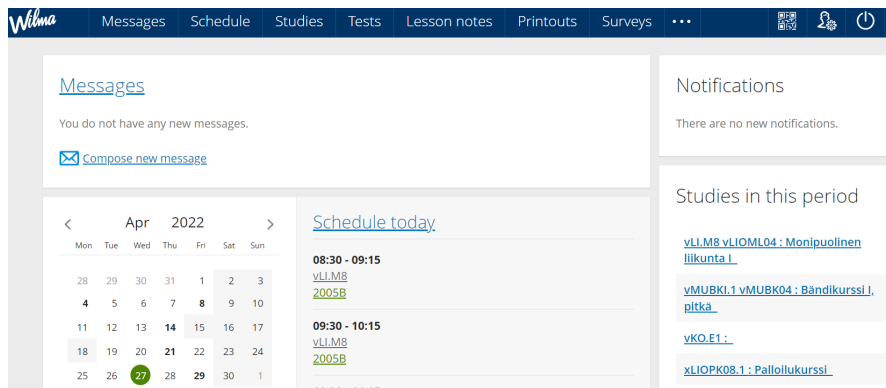 Wilma Messages Schedule Studies Tests Lesson notes Printouts Surveys ...
Messages
You do not have any new messages.
Compose new message
Notifications
There are no new notifications.
Apr 2022
Mon Tue Wed Thu Fri Sat Sun
28 29 30 31 1 2 3
4 5 6 7 8 9 10
11 12 13 14 15 16 17
18 19 20 21 22 23 24
25 26 27 28 29 30 1
Schedule today
08:30 - 09:15
vLI.M8
2005B
09:30 - 10:15
vLI.M8
2005B
Studies in this period
vLI.M8 vLIOML04 : Monipuolinen
liikunta I
vMUBKI.1 vMUBK04 : Bändikurssi I,
pitkä
vKO.E1 :
xLIOPK08.1 : Palloilukurssi